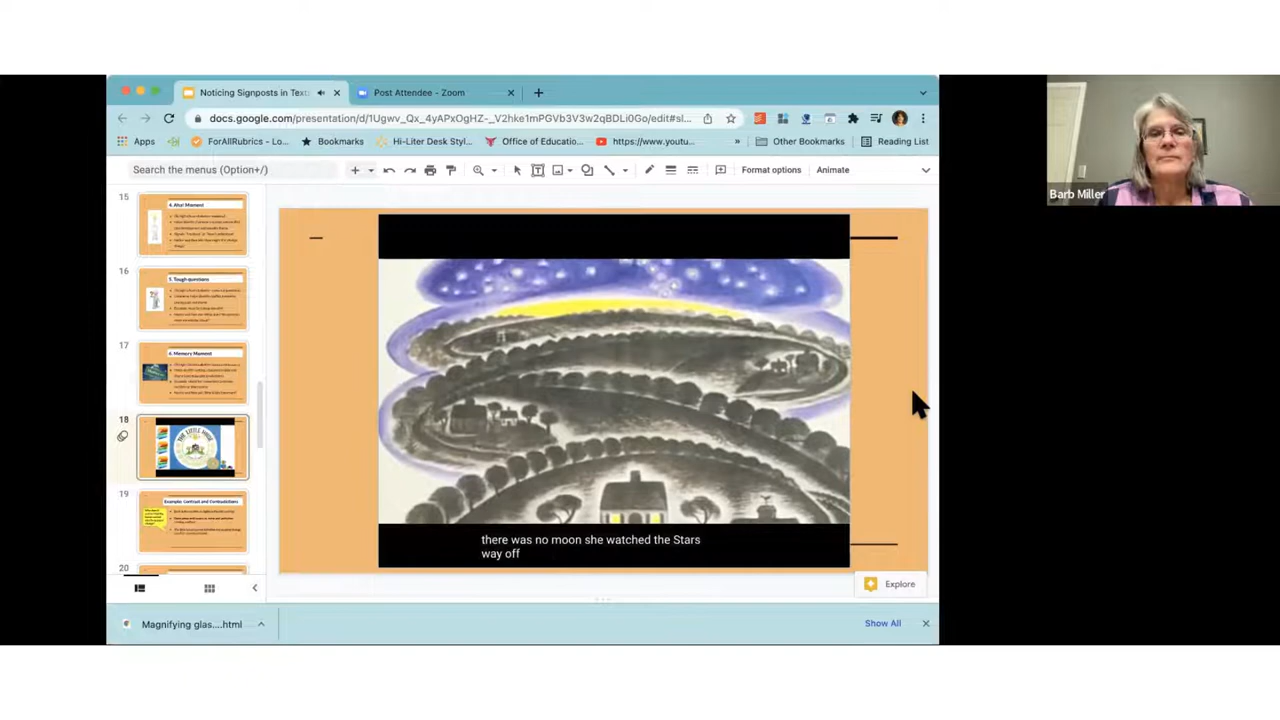 Noticing Signposts in Text
Post Attendee - Zoom
docs.google.com/presentation/d/1Ugwv_Qx_4yAPxOgHZ-_V2hke1mPGVb3V3w2qBDLi0Go/edit#sl...
Apps
ForAllRubrics - Lo...
Bookmarks
Hi-Liter Desk Styl...
Office of Educatio...
https://www.youtu...
»
Other Bookmarks
Reading List
Search the menus (Option+/)
Format options
Animate
Barb Miller
15
4. Aha! Moment
16
5. Tough questions
17
6. Memory Moment
18
THE LITTLE HOUSE
19
Example: Contrast and Contradictions
20
there was no moon she watched the Stars
way off
Explore
Magnifying glas....html
Show All